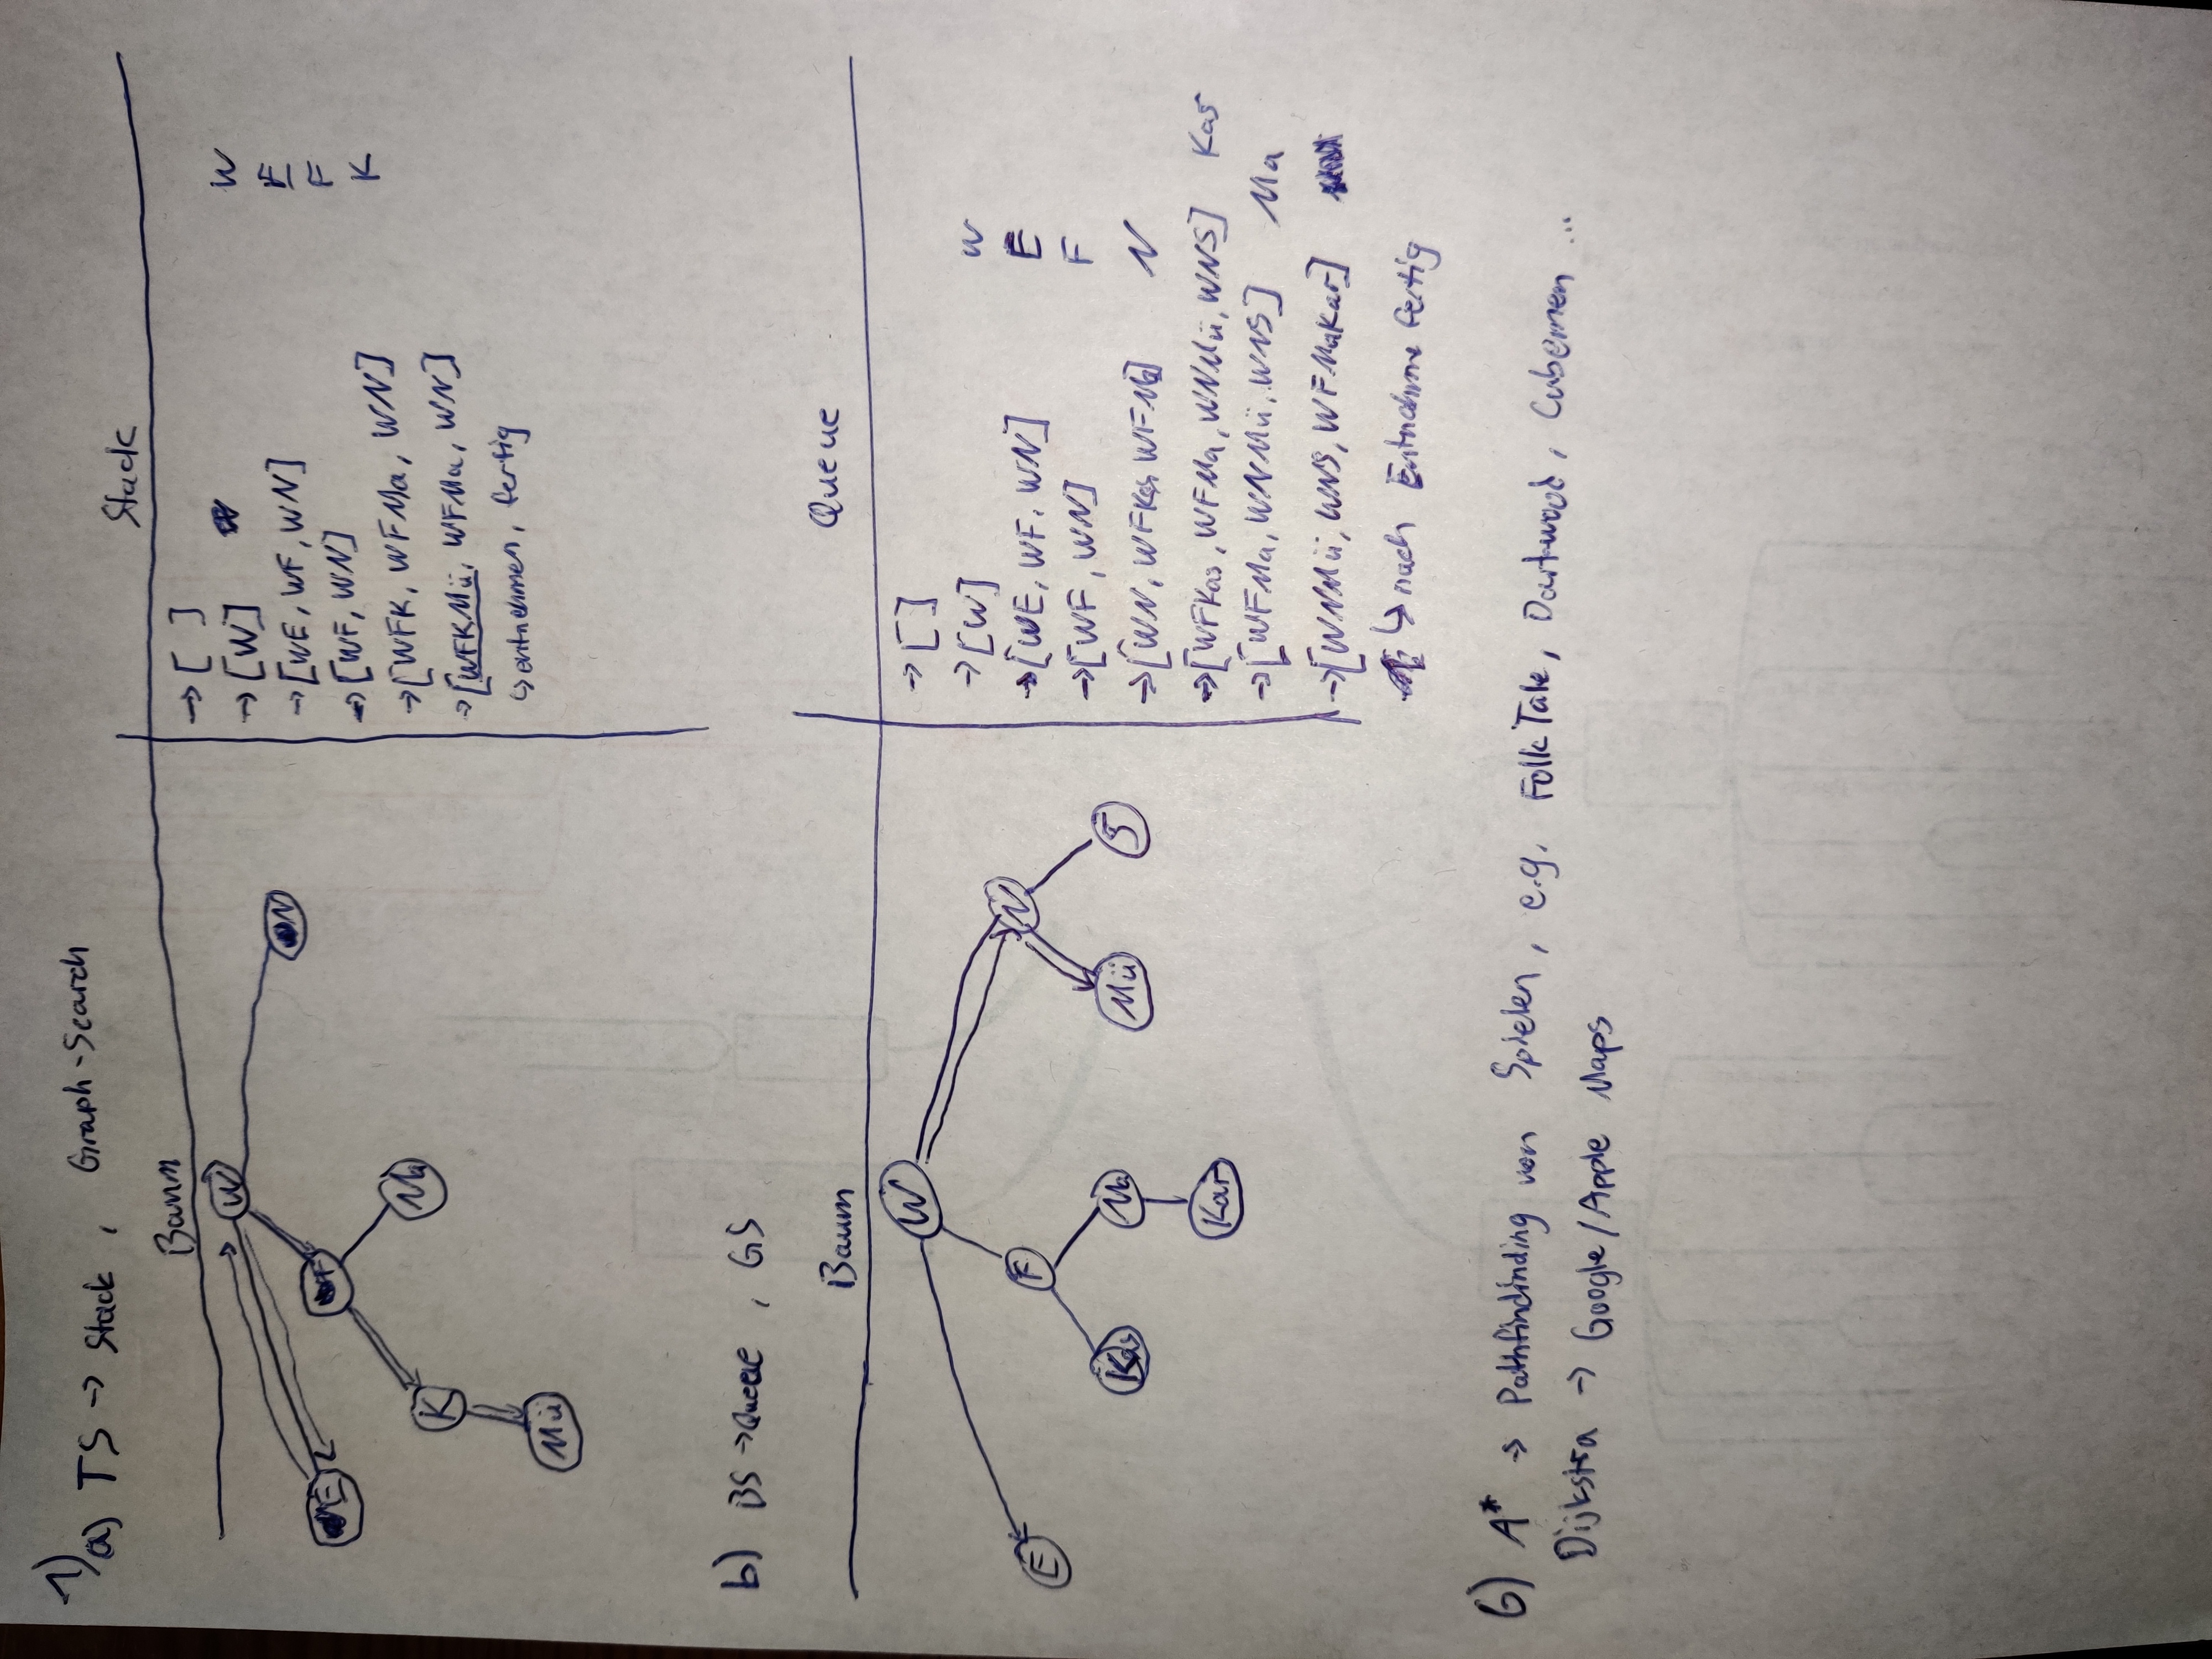 1)
a) TS → Stack , Graph-Search
Baum
Stack
W
E
F
N
K
Ma
Mü
→ [ ]
→ [W] W
→ [WE, WF, WN] E
→ [WF, WN] F
→ [WFK, WFMa, WN] K
→ [WFKMü, WFMa, WN]
↳ entnehmen, fertig
b) BS → Queue , GS
Baum
Queue
W
E
F
N
Kas
Ma
Mü
S
Kar
→ [ ]
→ [W] W
→ [WE, WF, WN] E
→ [WF, WN] F
→ [WN, WFKas, WFMa] N
→ [WFKas, WFMa, WNMü, WNS] Kas
→ [WFMa, WNMü, WNS] Ma
→ [WNMü, WNS, WFMaKar]
↳ nach Entnahme fertig
6) A* → Pathfindinding von Spielen, e.g. Folk Tale, Dartwood, Cubemen ...
Dijkstra → Google/Apple Maps